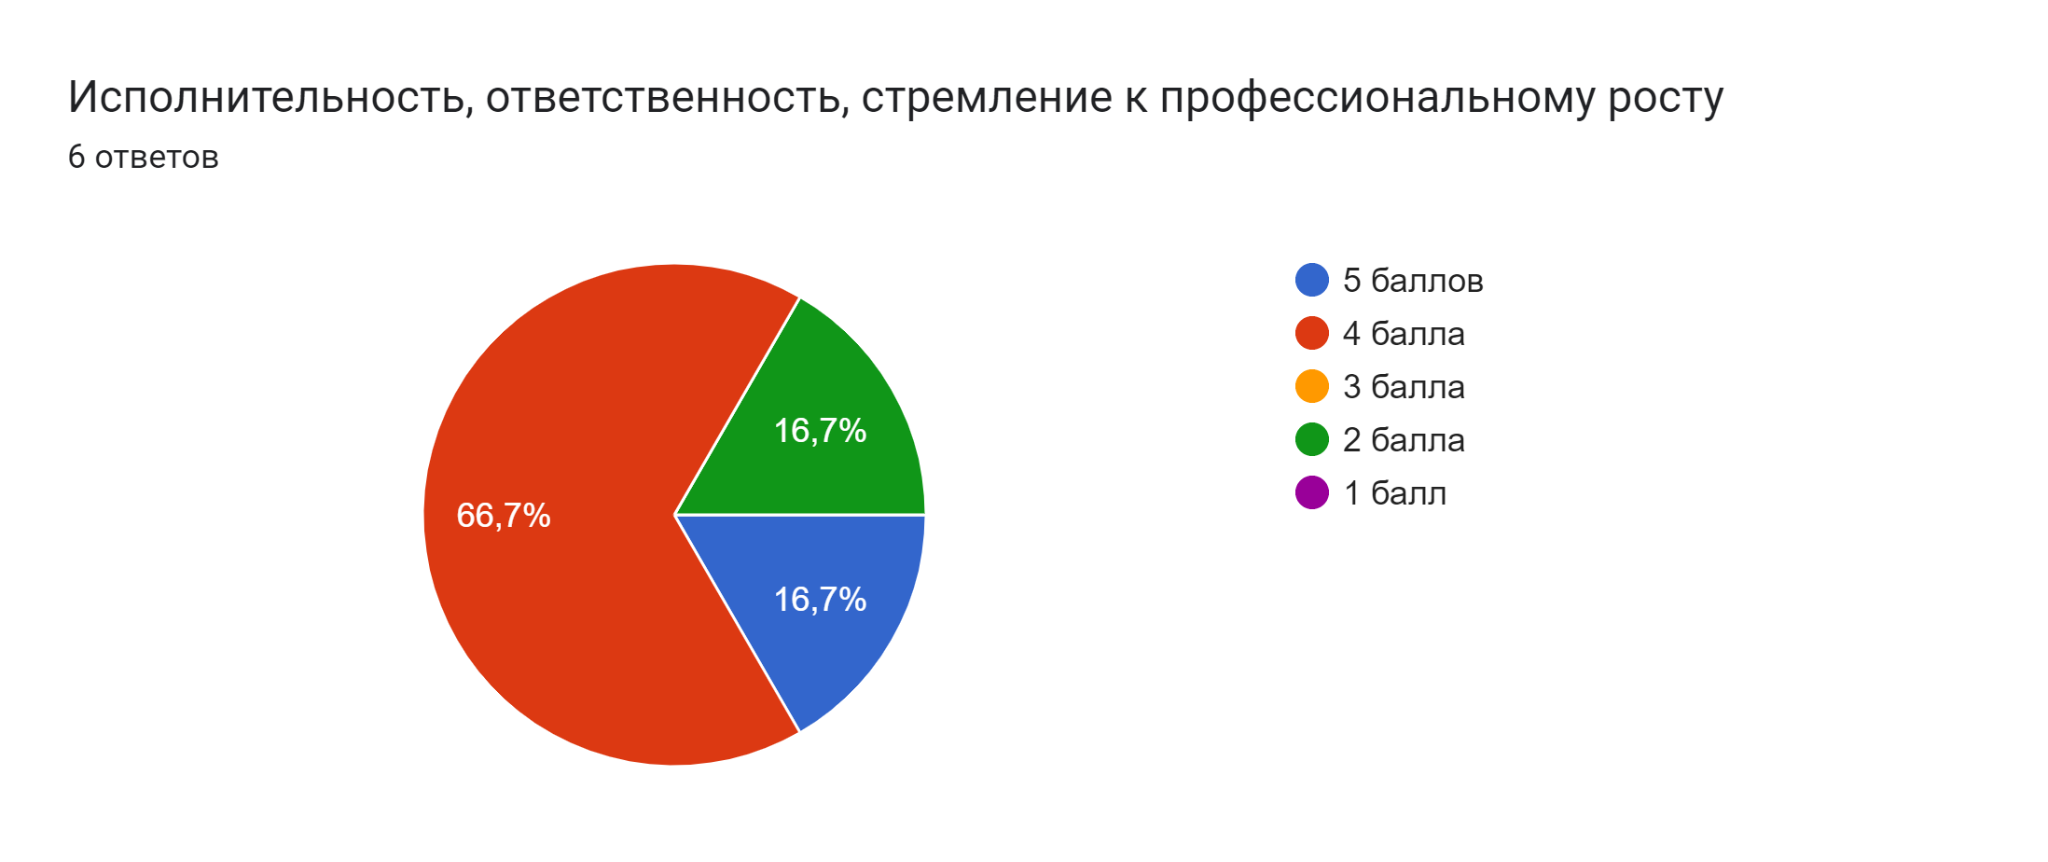 Исполнительность, ответственность, стремление к профессиональному росту
6 ответов
5 баллов
4 балла
3 балла
2 балла
1 балл
16,7%
66,7%
16,7%